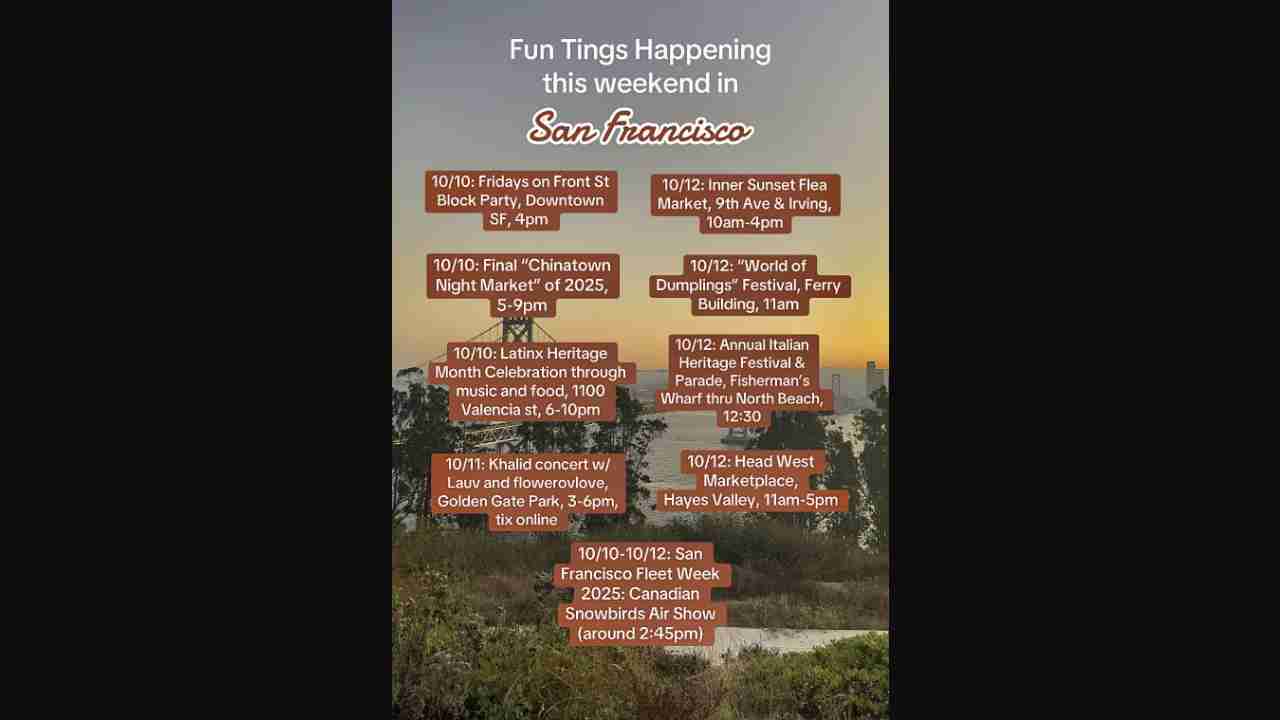 Fun Tings Happening
this weekend in
San Francisco
10/10: Fridays on Front St
Block Party, Downtown
SF, 4pm
10/10: Final “Chinatown
Night Market” of 2025,
5-9pm
10/10: Latinx Heritage
Month Celebration through
music and food, 1100
Valencia st, 6-10pm
10/11: Khalid concert w/
Lauv and flowerovlove,
Golden Gate Park, 3-6pm,
tix online
10/12: Inner Sunset Flea
Market, 9th Ave & Irving,
10am-4pm
10/12: “World of
Dumplings” Festival, Ferry
Building, 11am
10/12: Annual Italian
Heritage Festival &
Parade, Fisherman’s
Wharf thru North Beach,
12:30
10/12: Head West
Marketplace,
Hayes Valley, 11am-5pm
10/10-10/12: San
Francisco Fleet Week
2025: Canadian
Snowbirds Air Show
(around 2:45pm)